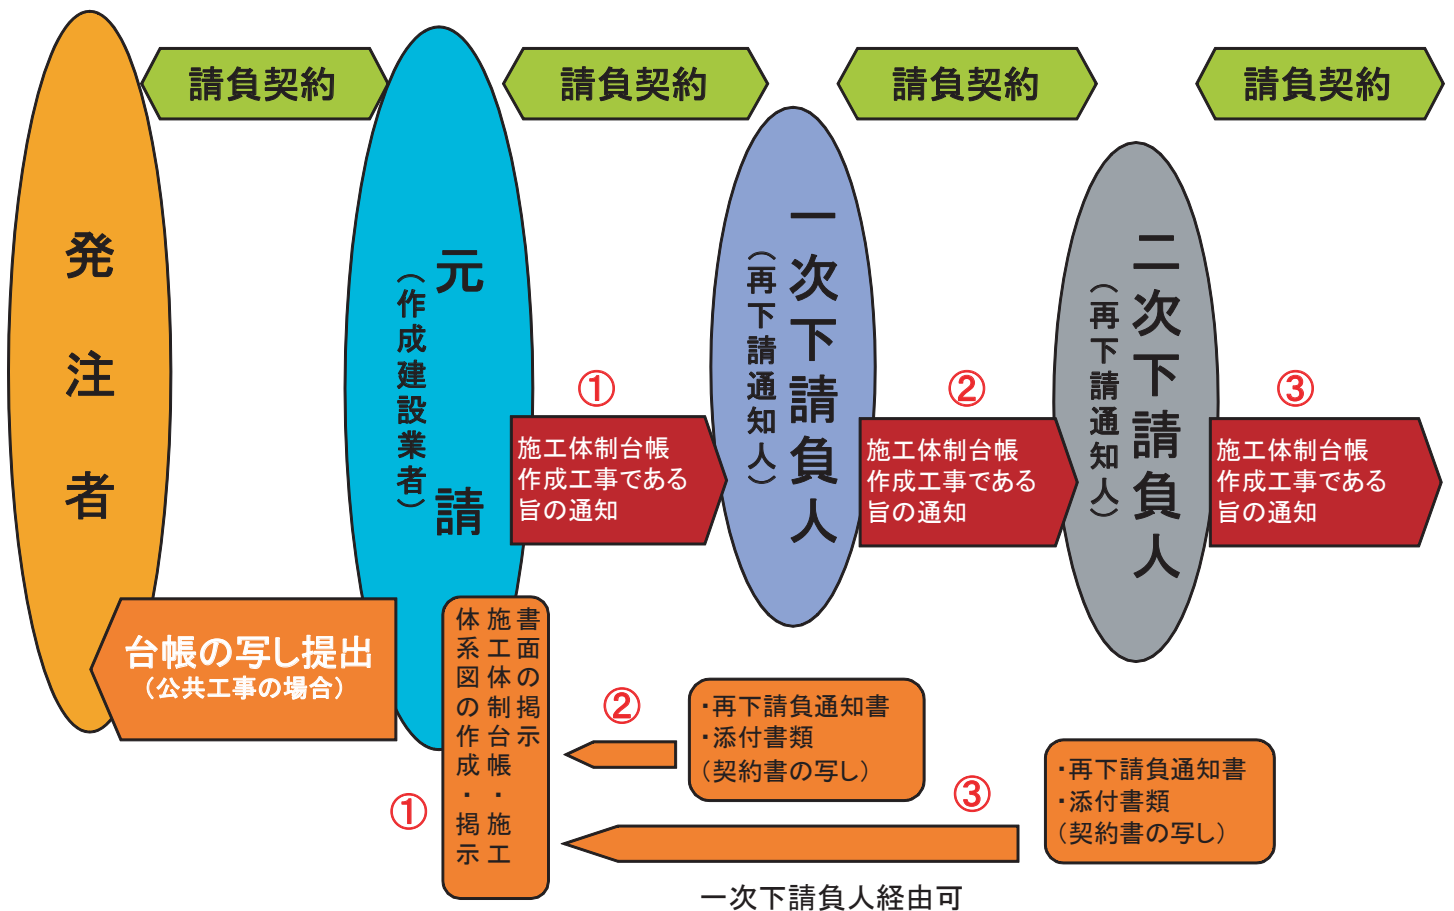 請負契約
請負契約
請負契約
請負契約
発注者
元請
（作成建設業者）
一次下請負人
（再下請通知人）
二次下請負人
（再下請通知人）
①
施工体制台帳
作成工事である
旨の通知
②
施工体制台帳
作成工事である
旨の通知
③
施工体制台帳
作成工事である
旨の通知
台帳の写し提出
（公共工事の場合）
①
書面の掲示
施工体制台帳・施工
体系図の作成・掲示
②
・再下請負通知書
・添付書類
（契約書の写し）
③
・再下請負通知書
・添付書類
（契約書の写し）
一次下請負人経由可